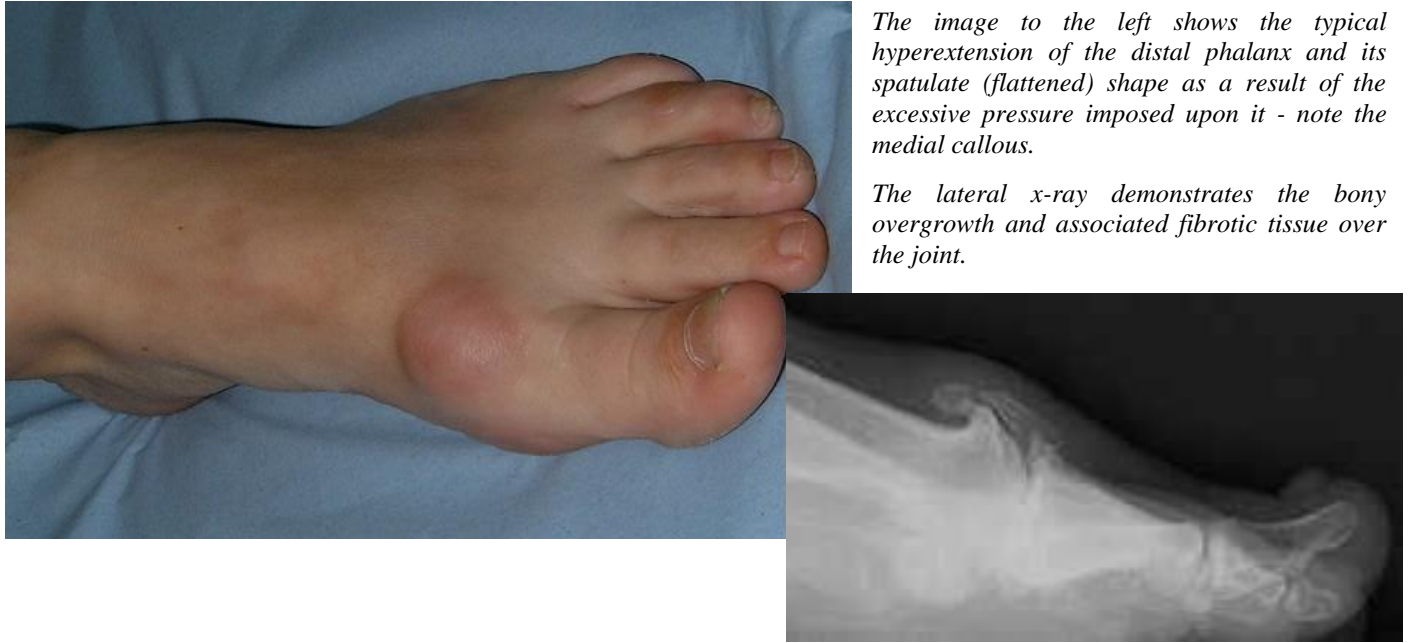 The image to the left shows the typical
hyperextension of the distal phalanx and its
spatulate (flattened) shape as a result of the
excessive pressure imposed upon it - note the
medial callous.
The lateral x-ray demonstrates the bony
overgrowth and associated fibrotic tissue over
the joint.